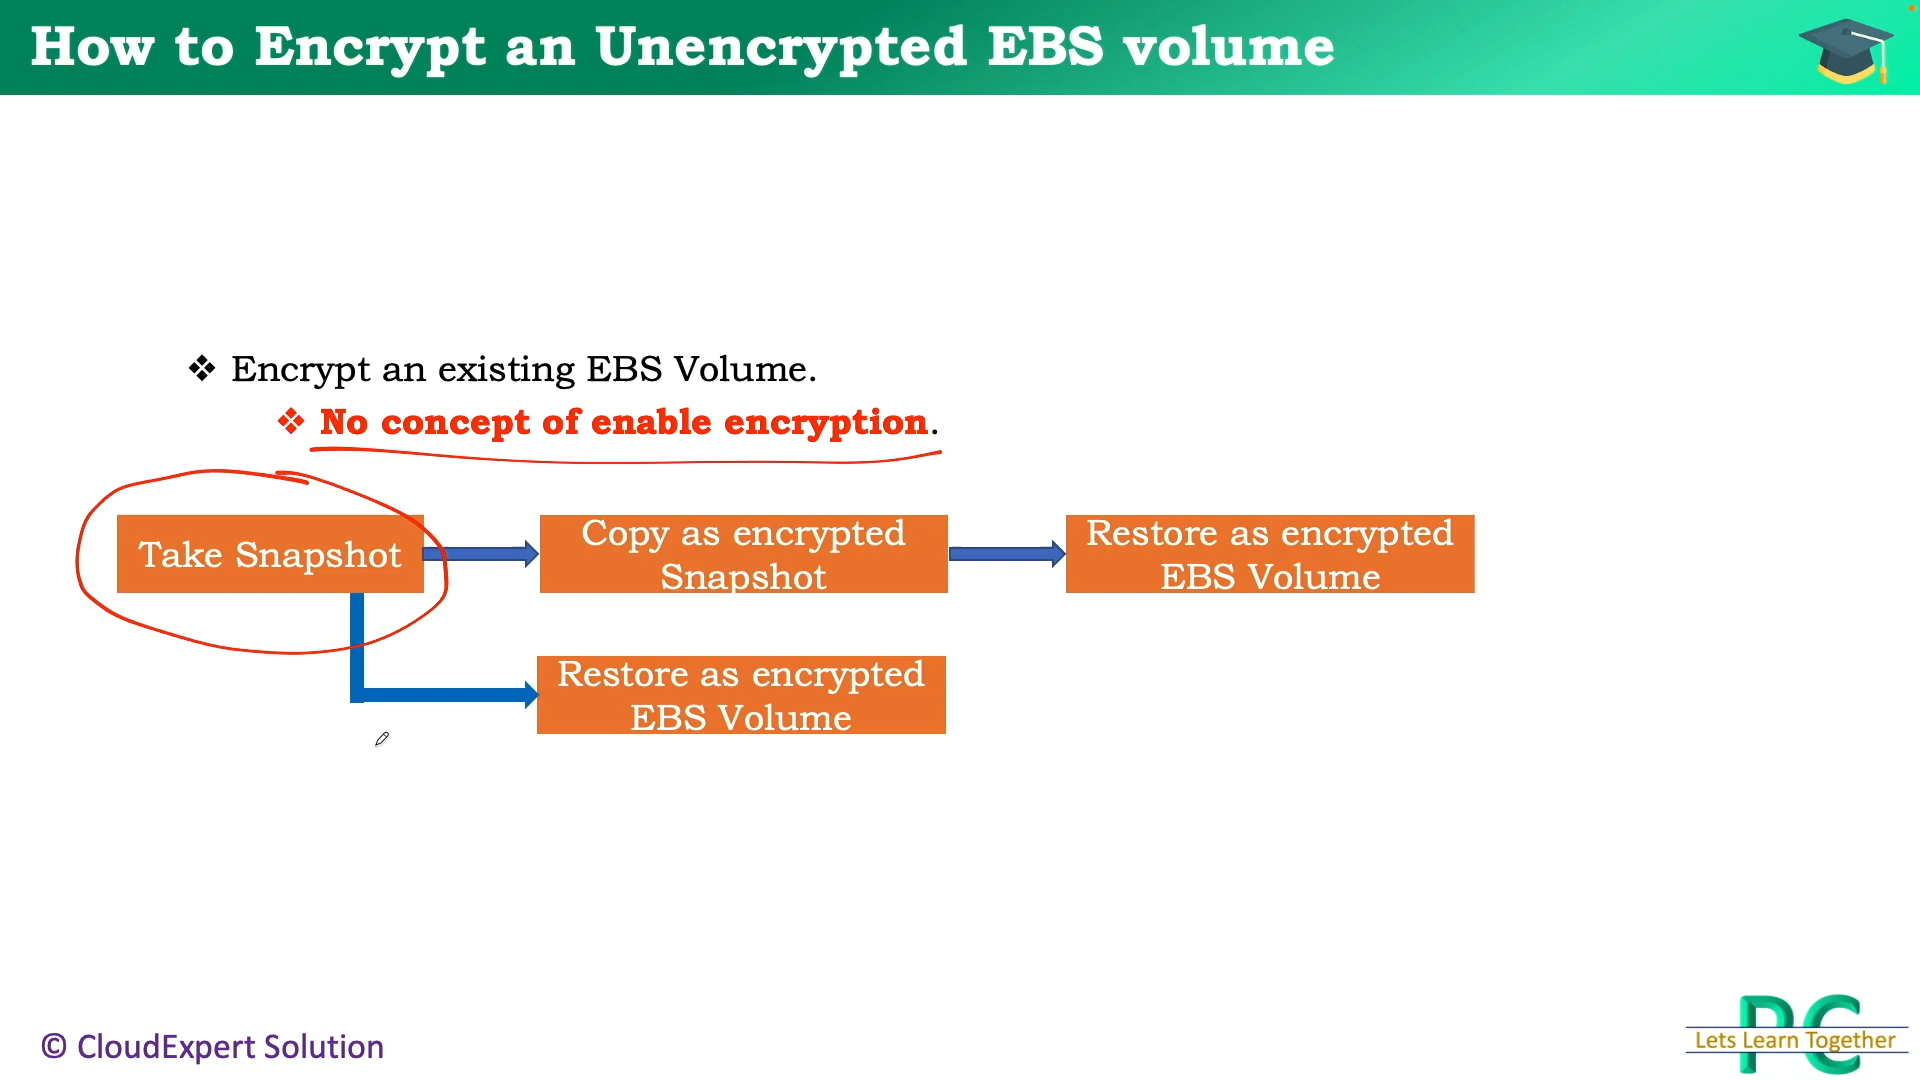 How to Encrypt an Unencrypted EBS volume
❖ Encrypt an existing EBS Volume.
❖ No concept of enable encryption.
Take Snapshot
Copy as encrypted
Snapshot
Restore as encrypted
EBS Volume
Restore as encrypted
EBS Volume
© CloudExpert Solution
PC
Lets Learn Together